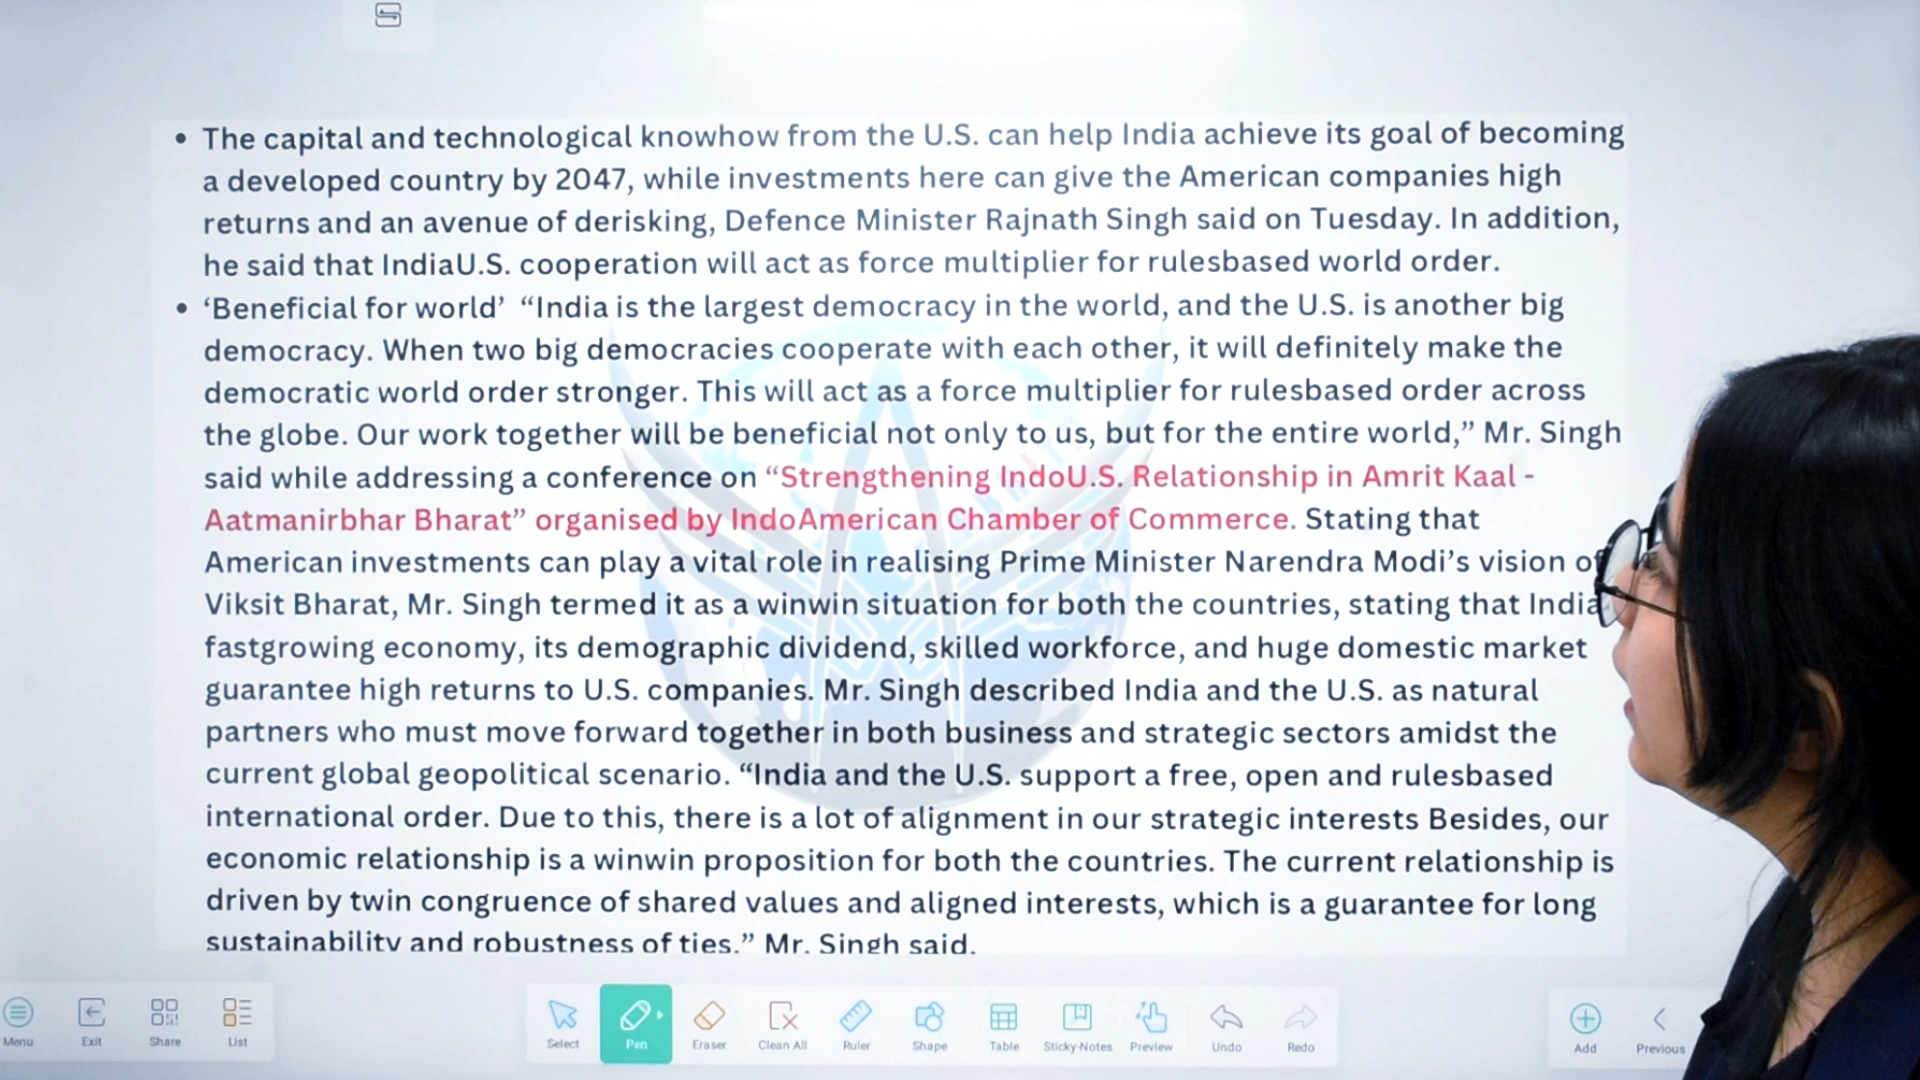 • The capital and technological knowhow from the U.S. can help India achieve its goal of becoming
a developed country by 2047, while investments here can give the American companies high
returns and an avenue of derisking, Defence Minister Rajnath Singh said on Tuesday. In addition,
he said that IndiaU.S. cooperation will act as force multiplier for rulesbased world order.
• ‘Beneficial for world’ “India is the largest democracy in the world, and the U.S. is another big
democracy. When two big democracies cooperate with each other, it will definitely make the
democratic world order stronger. This will act as a force multiplier for rulesbased order across
the globe. Our work together will be beneficial not only to us, but for the entire world,” Mr. Singh
said while addressing a conference on “Strengthening IndoU.S. Relationship in Amrit Kaal -
Aatmanirbhar Bharat” organised by IndoAmerican Chamber of Commerce. Stating that
American investments can play a vital role in realising Prime Minister Narendra Modi’s vision of
Viksit Bharat, Mr. Singh termed it as a winwin situation for both the countries, stating that India
fastgrowing economy, its demographic dividend, skilled workforce, and huge domestic market
guarantee high returns to U.S. companies. Mr. Singh described India and the U.S. as natural
partners who must move forward together in both business and strategic sectors amidst the
current global geopolitical scenario. “India and the U.S. support a free, open and rulesbased
international order. Due to this, there is a lot of alignment in our strategic interests Besides, our
economic relationship is a winwin proposition for both the countries. The current relationship is
driven by twin congruence of shared values and aligned interests, which is a guarantee for long
sustainability and robustness of ties.” Mr. Singh said.
Menu Exit Share List Select Pen Eraser Clean All Ruler Shape Table Sticky-Notes Preview Undo Redo Add Previous